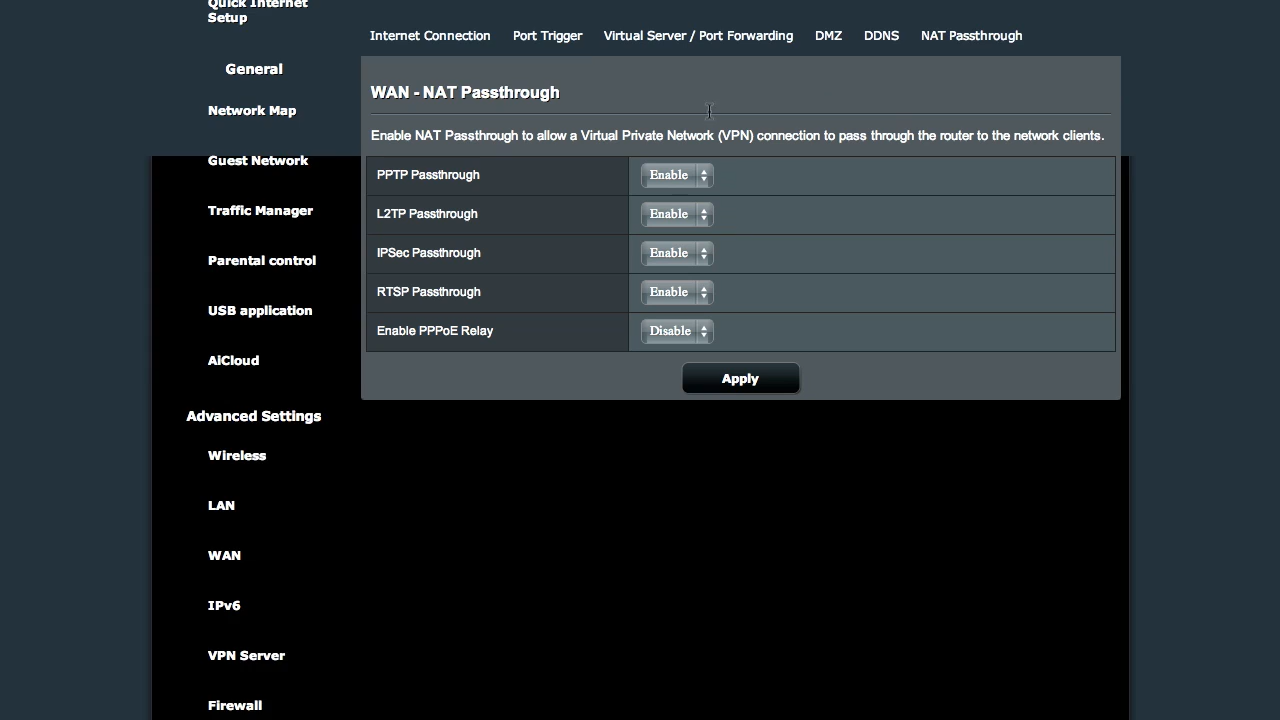 Quick Internet
Setup
General
Network Map
Guest Network
Traffic Manager
Parental control
USB application
AiCloud
Advanced Settings
Wireless
LAN
WAN
IPv6
VPN Server
Firewall
Internet Connection Port Trigger Virtual Server / Port Forwarding DMZ DDNS NAT Passthrough
WAN - NAT Passthrough
Enable NAT Passthrough to allow a Virtual Private Network (VPN) connection to pass through the router to the network clients.
PPTP Passthrough Enable
L2TP Passthrough Enable
IPSec Passthrough Enable
RTSP Passthrough Enable
Enable PPPoE Relay Disable
Apply